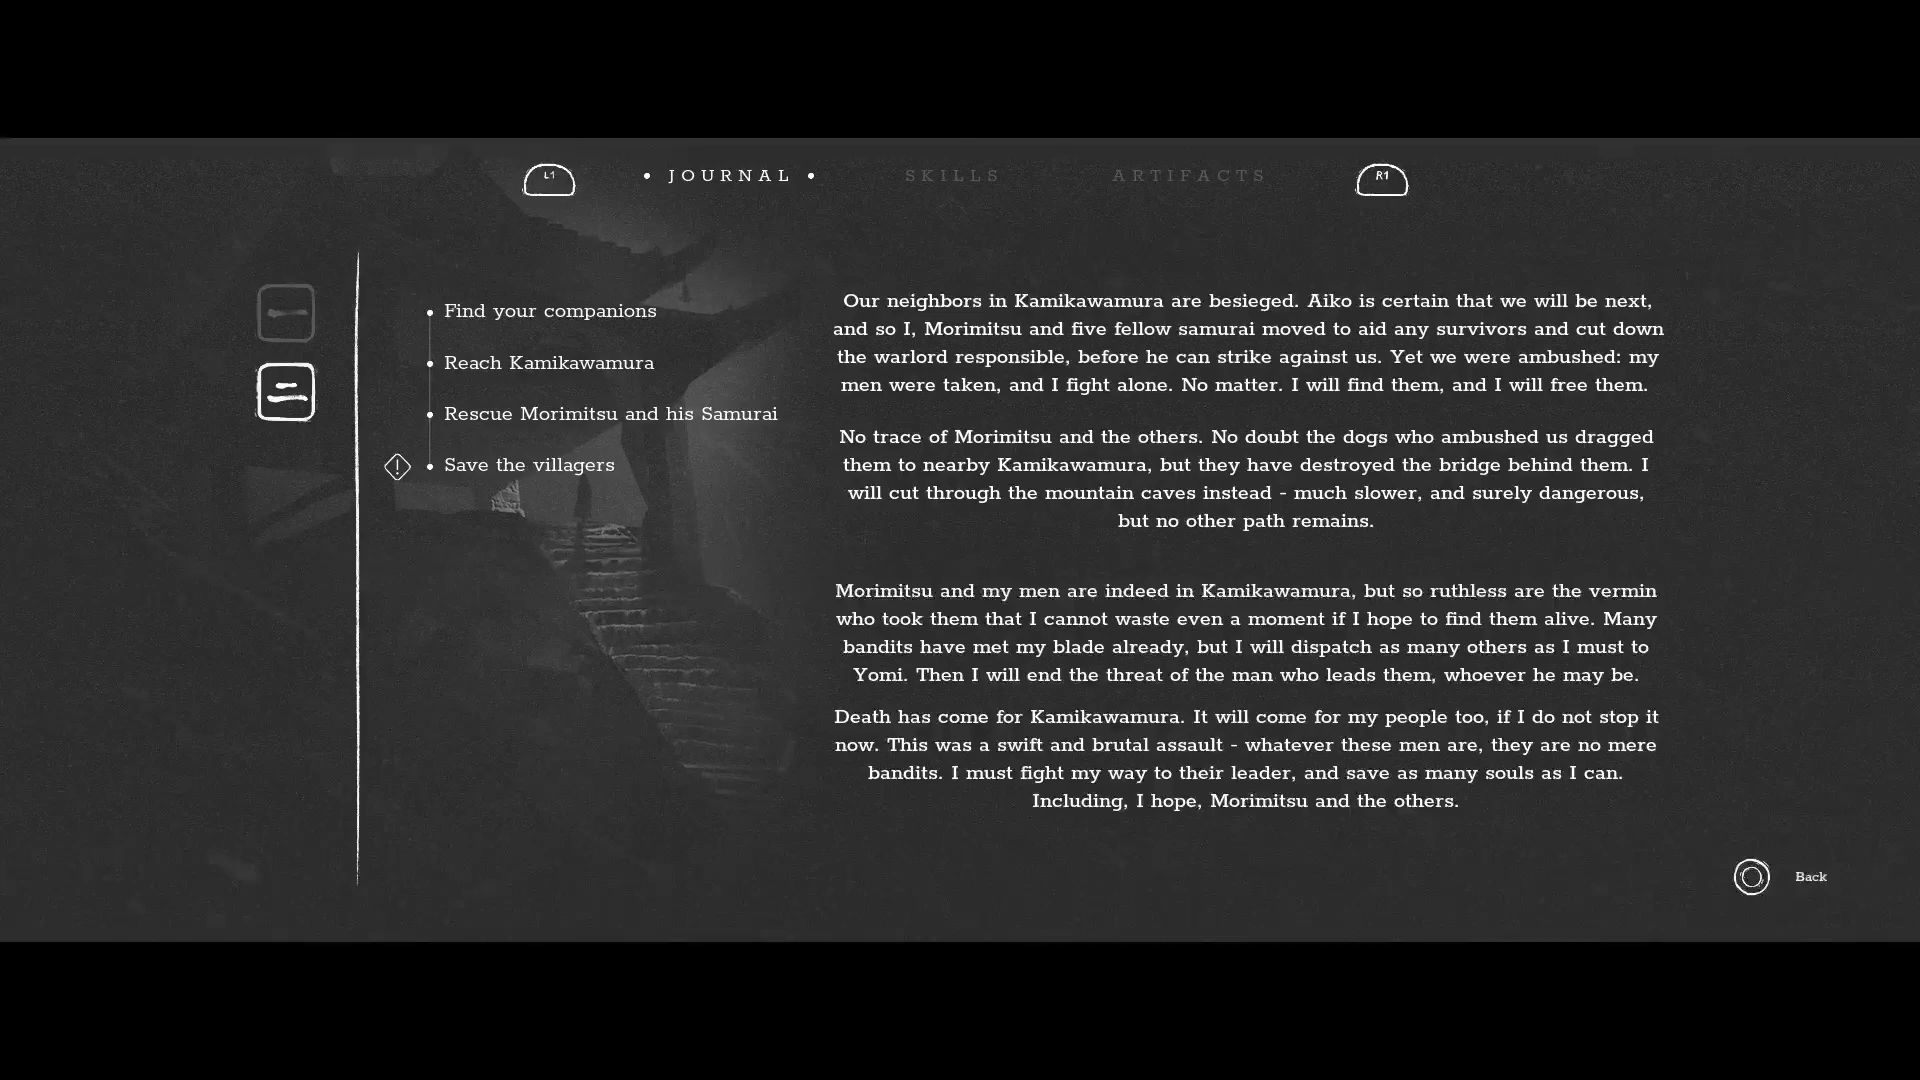 L1
• JOURNAL •
SKILLS
ARTIFACTS
R1
一
二
• Find your companions
• Reach Kamikawamura
• Rescue Morimitsu and his Samurai
! • Save the villagers
Our neighbors in Kamikawamura are besieged. Aiko is certain that we will be next,
and so I, Morimitsu and five fellow samurai moved to aid any survivors and cut down
the warlord responsible, before he can strike against us. Yet we were ambushed: my
men were taken, and I fight alone. No matter. I will find them, and I will free them.
No trace of Morimitsu and the others. No doubt the dogs who ambushed us dragged
them to nearby Kamikawamura, but they have destroyed the bridge behind them. I
will cut through the mountain caves instead - much slower, and surely dangerous,
but no other path remains.
Morimitsu and my men are indeed in Kamikawamura, but so ruthless are the vermin
who took them that I cannot waste even a moment if I hope to find them alive. Many
bandits have met my blade already, but I will dispatch as many others as I must to
Yomi. Then I will end the threat of the man who leads them, whoever he may be.
Death has come for Kamikawamura. It will come for my people too, if I do not stop it
now. This was a swift and brutal assault - whatever these men are, they are no mere
bandits. I must fight my way to their leader, and save as many souls as I can.
Including, I hope, Morimitsu and the others.
Back